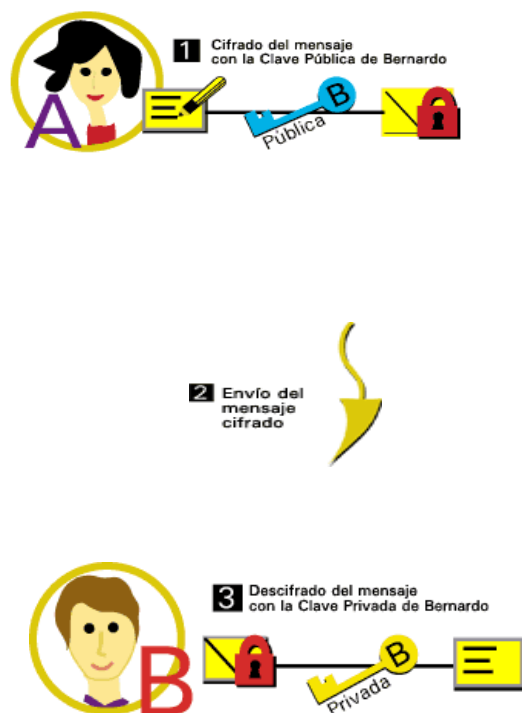 1 Cifrado del mensaje
con la Clave Pública de Bernardo
A
B
Pública
2 Envío del
mensaje
cifrado
3 Descifrado del mensaje
con la Clave Privada de Bernardo
B
B
Privada